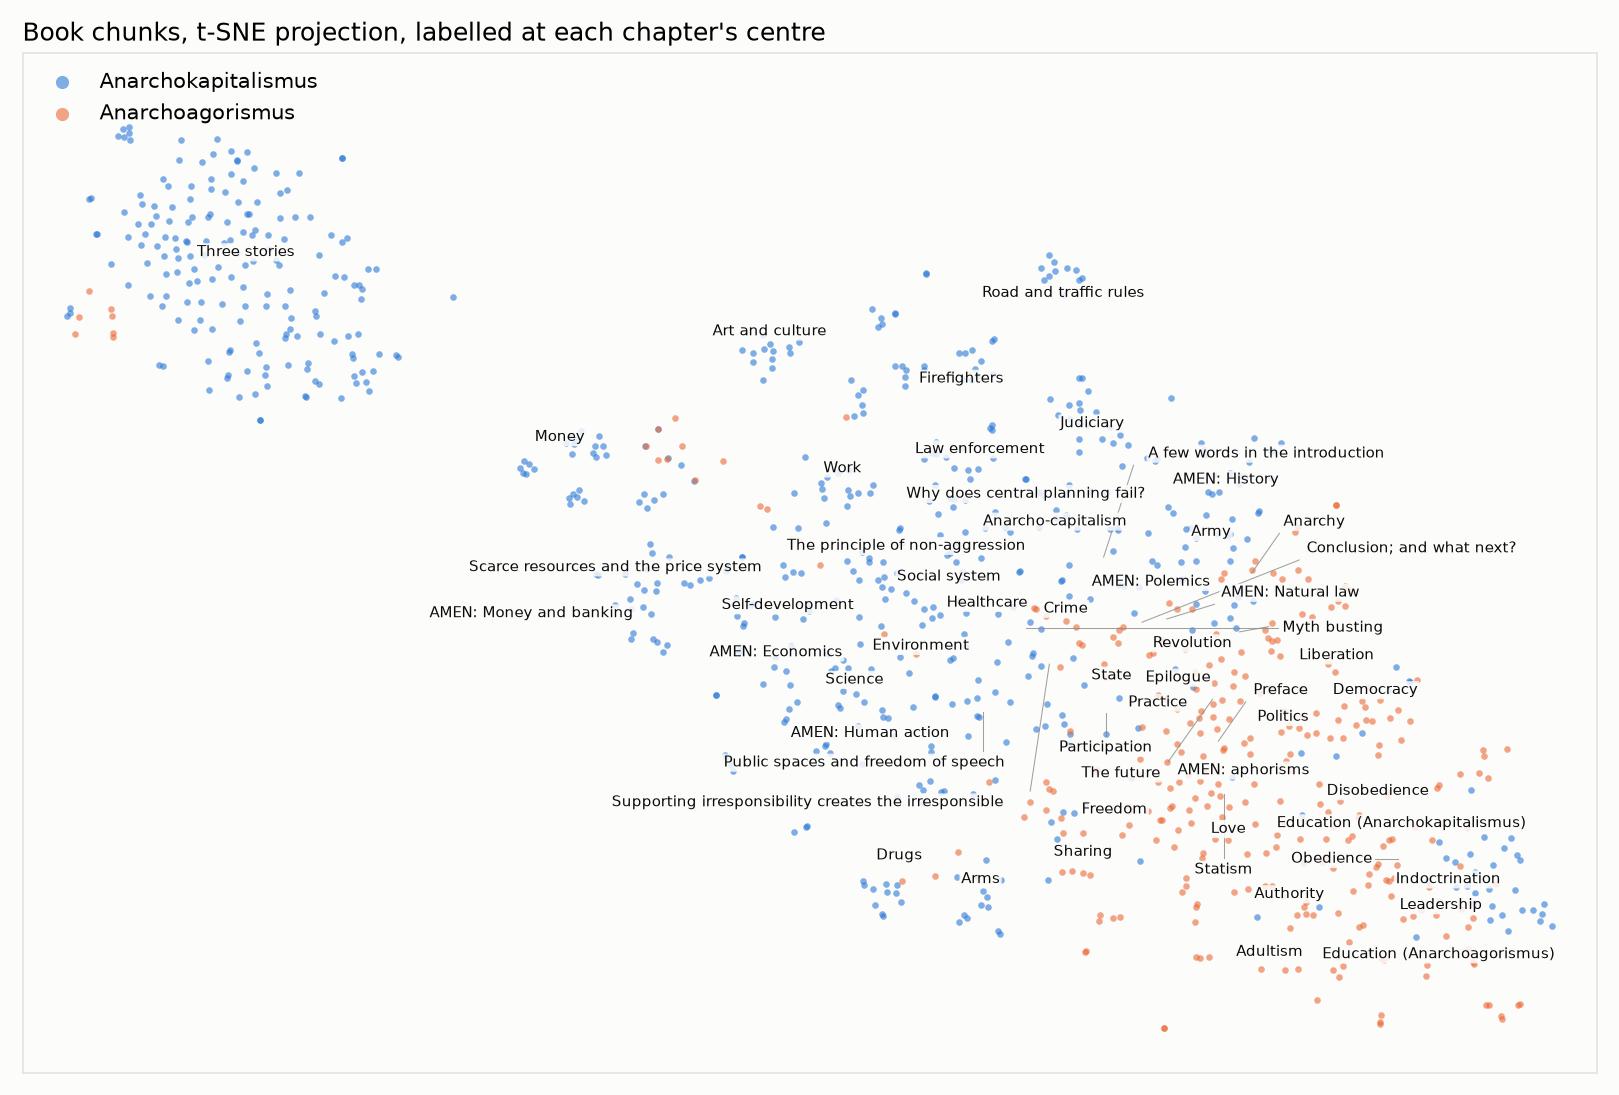 Book chunks, t-SNE projection, labelled at each chapter's centre
Anarchokapitalismus
Anarchoagorismus
Three stories
Road and traffic rules
Art and culture
Firefighters
Judiciary
Money
Law enforcement
A few words in the introduction
Work
AMEN: History
Why does central planning fail?
Anarcho-capitalism
Anarchy
Army
The principle of non-aggression
Conclusion; and what next?
Scarce resources and the price system
Social system
AMEN: Polemics
AMEN: Natural law
Self-development
Healthcare
Crime
AMEN: Money and banking
Myth busting
Environment
Revolution
AMEN: Economics
Liberation
Science
State
Epilogue
Preface
Democracy
Practice
Politics
AMEN: Human action
Participation
Public spaces and freedom of speech
The future
AMEN: aphorisms
Disobedience
Supporting irresponsibility creates the irresponsible
Freedom
Education (Anarchokapitalismus)
Love
Sharing
Drugs
Obedience
Statism
Arms
Indoctrination
Authority
Leadership
Adultism
Education (Anarchoagorismus)